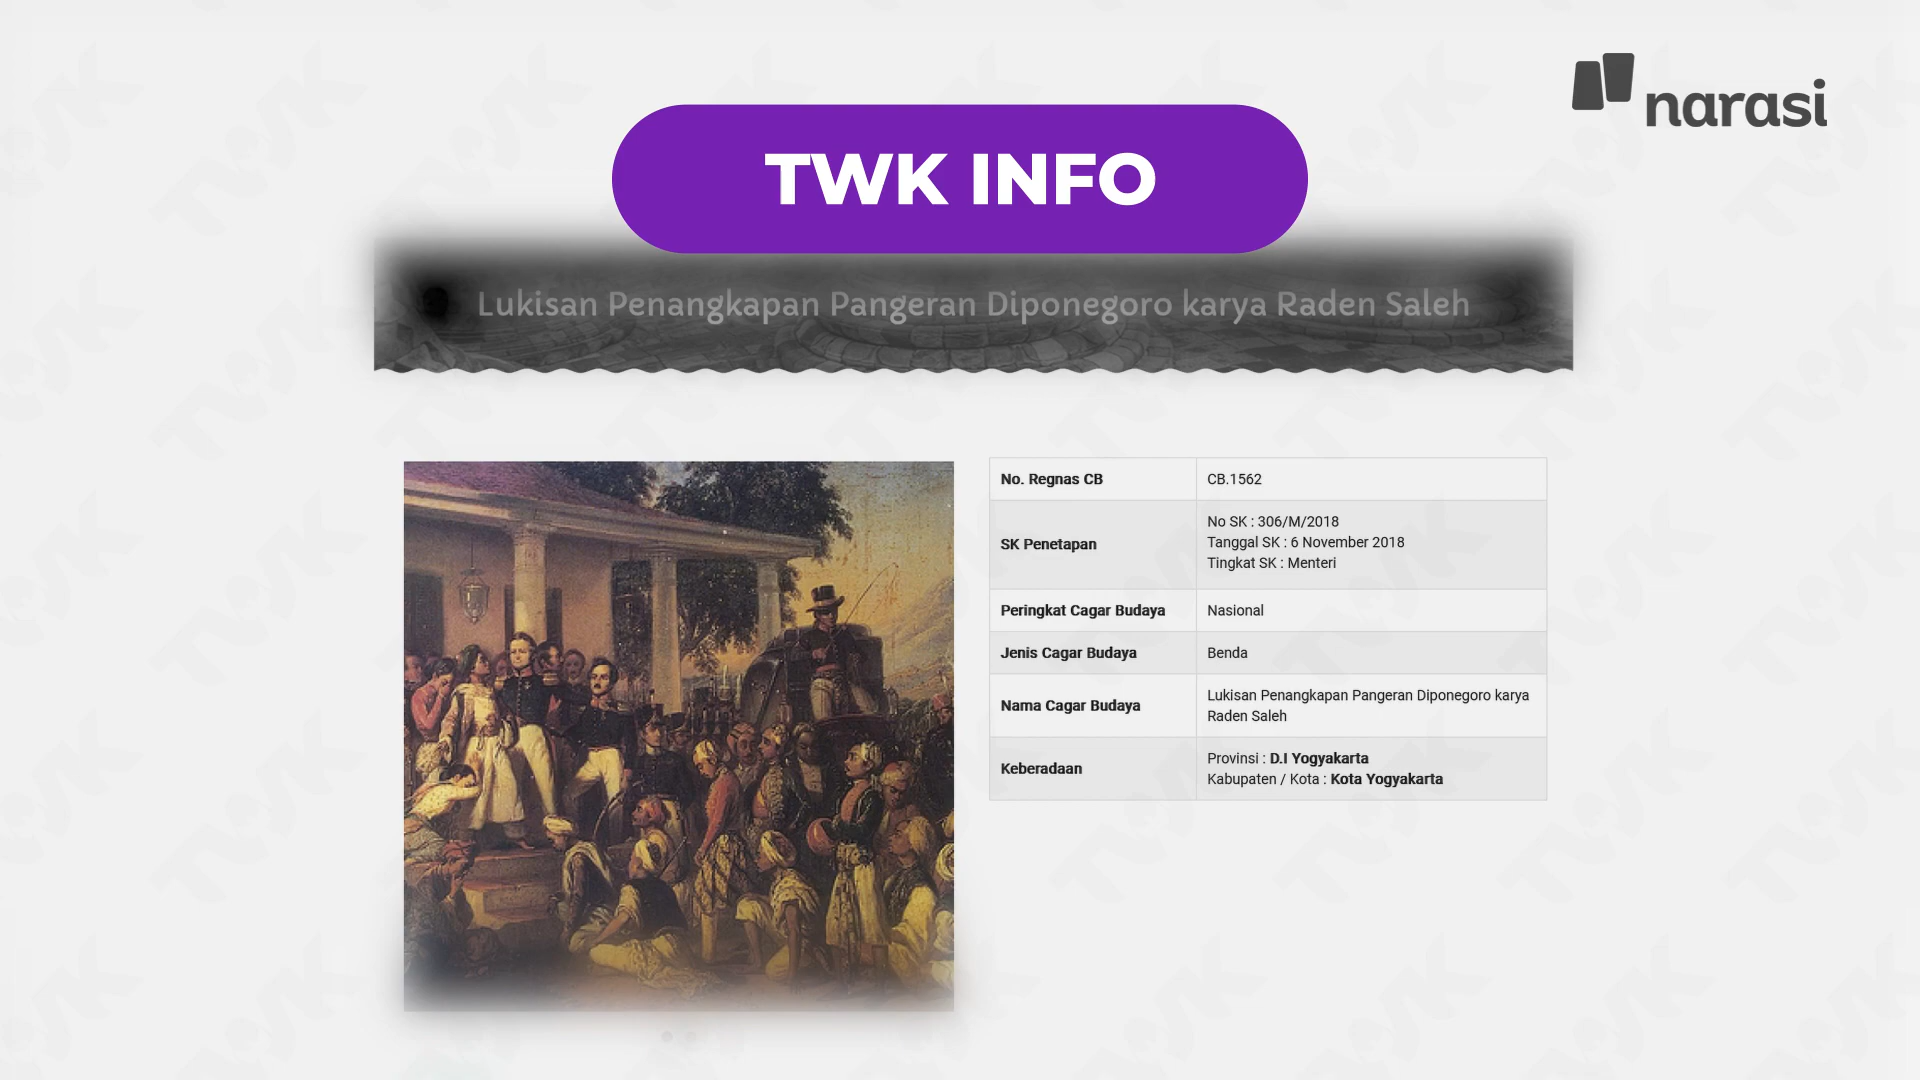 narasi
TWK INFO
Lukisan Penangkapan Pangeran Diponegoro karya Raden Saleh
No. Regnas CB CB.1562
SK Penetapan No SK : 306/M/2018
Tanggal SK : 6 November 2018
Tingkat SK : Menteri
Peringkat Cagar Budaya Nasional
Jenis Cagar Budaya Benda
Nama Cagar Budaya Lukisan Penangkapan Pangeran Diponegoro karya
Raden Saleh
Keberadaan Provinsi : D.I Yogyakarta
Kabupaten / Kota : Kota Yogyakarta